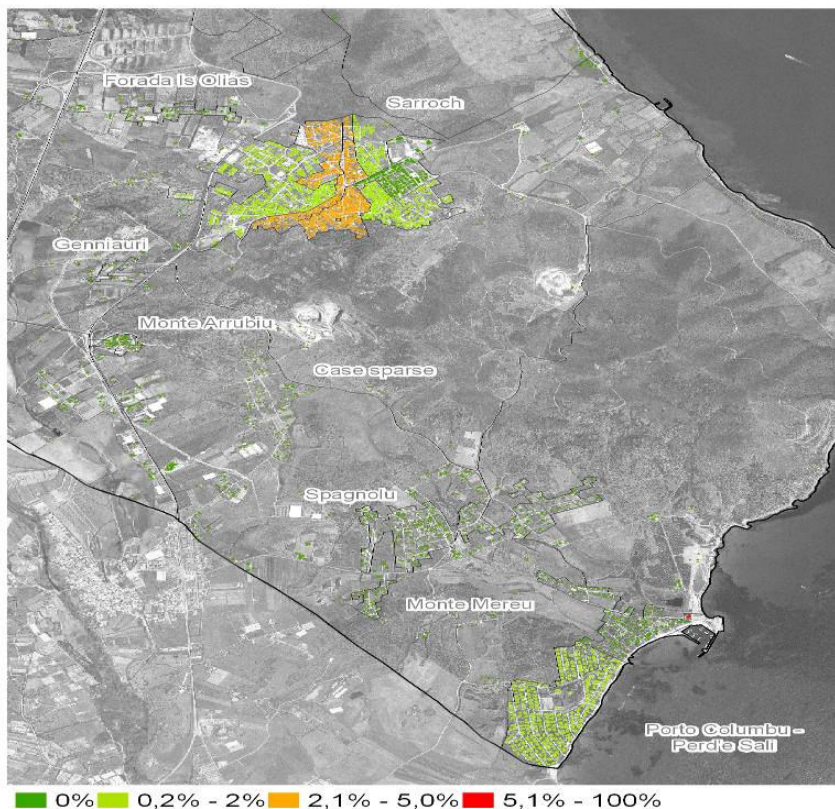 Forada Is Olias
Sarroch
Genniauri
Monte Arrubiu
Case sparse
Spagnolu
Monte Mereu
Porto Columbu -
Perd'e Sali
0% 0,2% - 2% 2,1% - 5,0% 5,1% - 100%